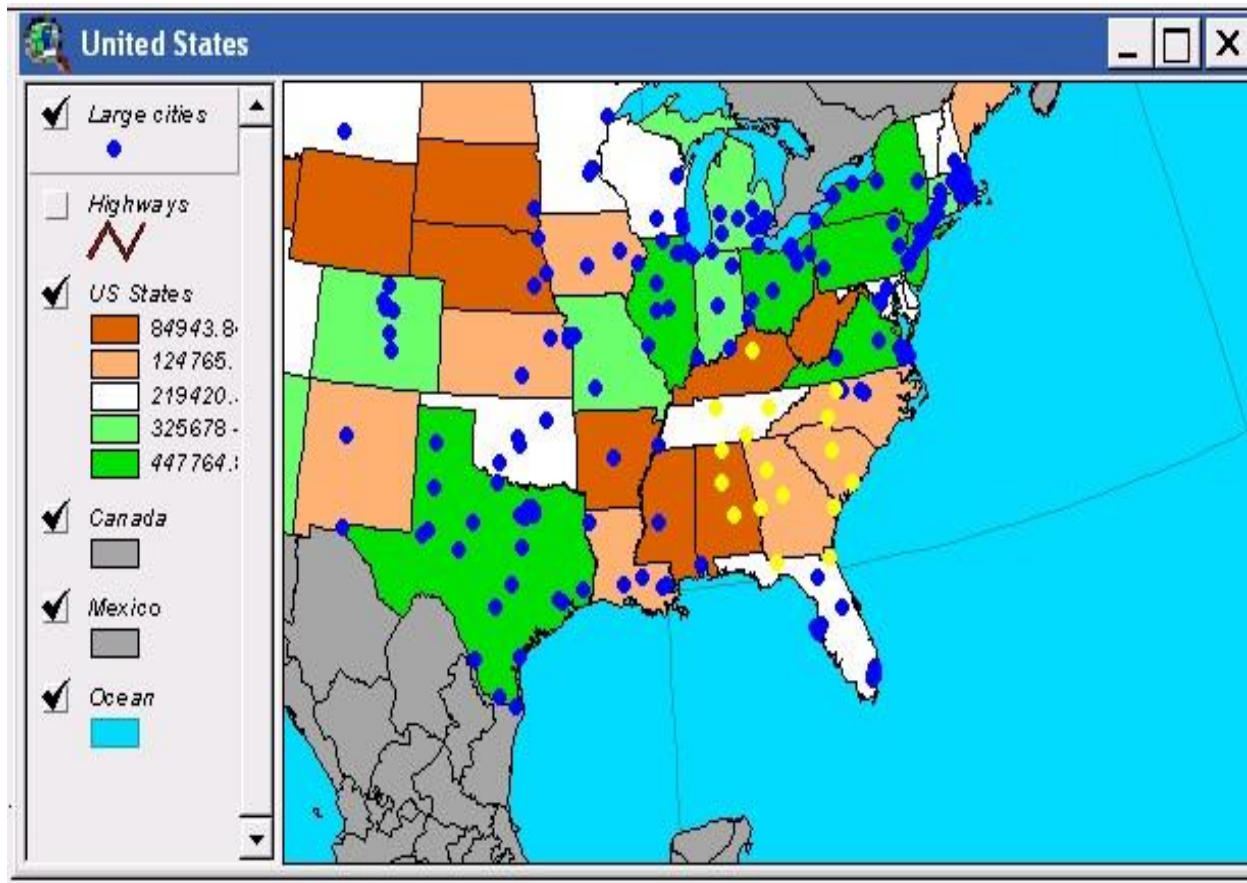 United States
Large cities
Highways
US States
84943.8
124765.
219420.
325678 -
447764.
Canada
Mexico
Ocean